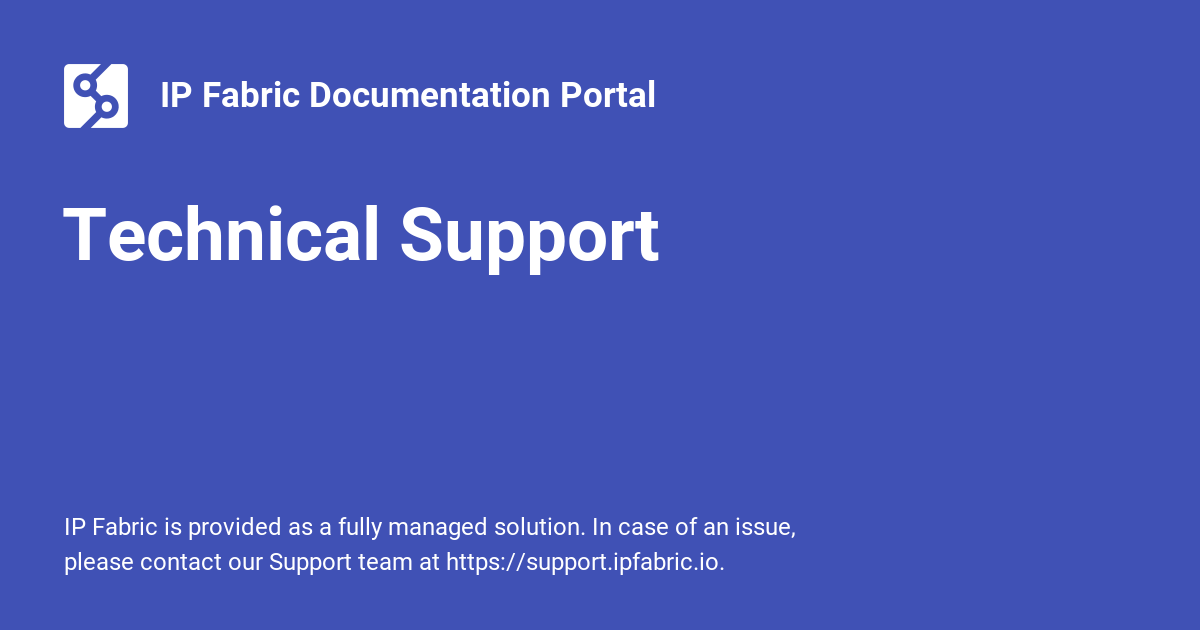 IP Fabric Documentation Portal
Technical Support
IP Fabric is provided as a fully managed solution. In case of an issue,
please contact our Support team at https://support.ipfabric.io.